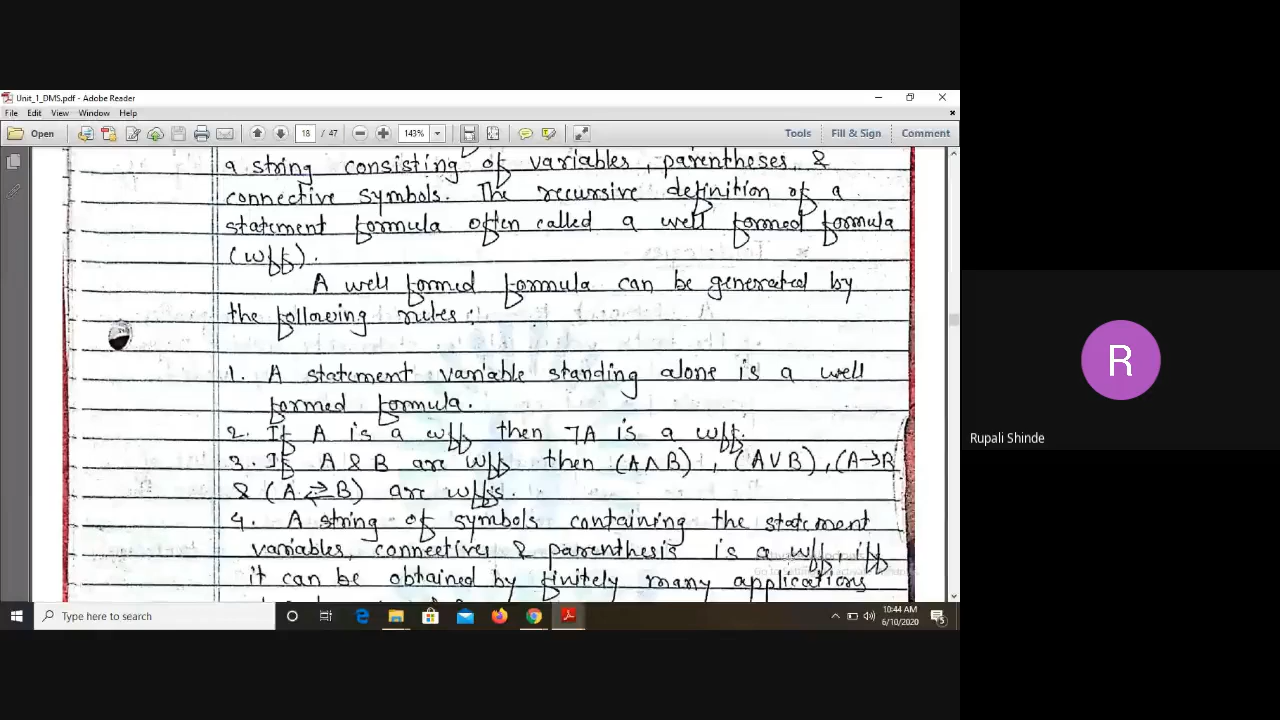 Unit_1_DMS.pdf - Adobe Reader
File Edit View Window Help
Open 18 / 47 143% Tools Fill & Sign Comment
a string consisting of variables, parentheses, &
connective symbols. The recursive definition of a
statement formula often called a well formed formula
(wff).
A well formed formula can be generated by
the following rules :
1. A statement variable standing alone is a well
formed formula.
2. If A is a wff then ⅂A is a wff.
3. If A & B are wff then (A∧B), (A∨B), (A→B
& (A ⇄ B) are wffs.
4. A string of symbols containing the statement
variables, connectives & parenthesis is a wff, iff
it can be obtained by finitely many applications
R
Rupali Shinde
Type here to search
10:44 AM
6/10/2020
5